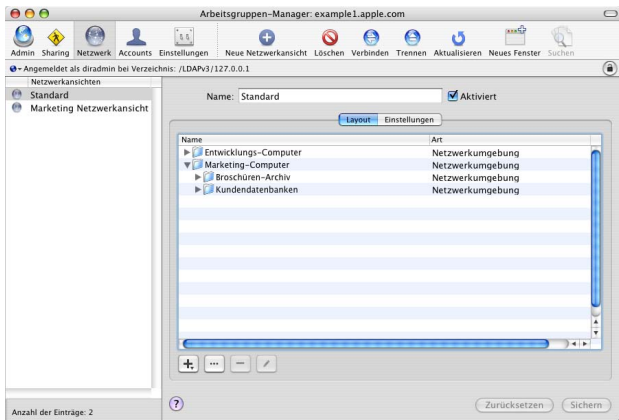 Arbeitsgruppen-Manager: example1.apple.com
Admin Sharing Netzwerk Accounts Einstellungen Neue Netzwerkansicht Löschen Verbinden Trennen Aktualisieren Neues Fenster Suchen
Angemeldet als diradmin bei Verzeichnis: /LDAPv3/127.0.0.1
Netzwerkansichten
Standard
Marketing Netzwerkansicht
Name: Standard Aktiviert
Layout Einstellungen
Name Art
Entwicklungs-Computer Netzwerkumgebung
Marketing-Computer Netzwerkumgebung
Broschüren-Archiv Netzwerkumgebung
Kundendatenbanken Netzwerkumgebung
Zurücksetzen Sichern
Anzahl der Einträge: 2